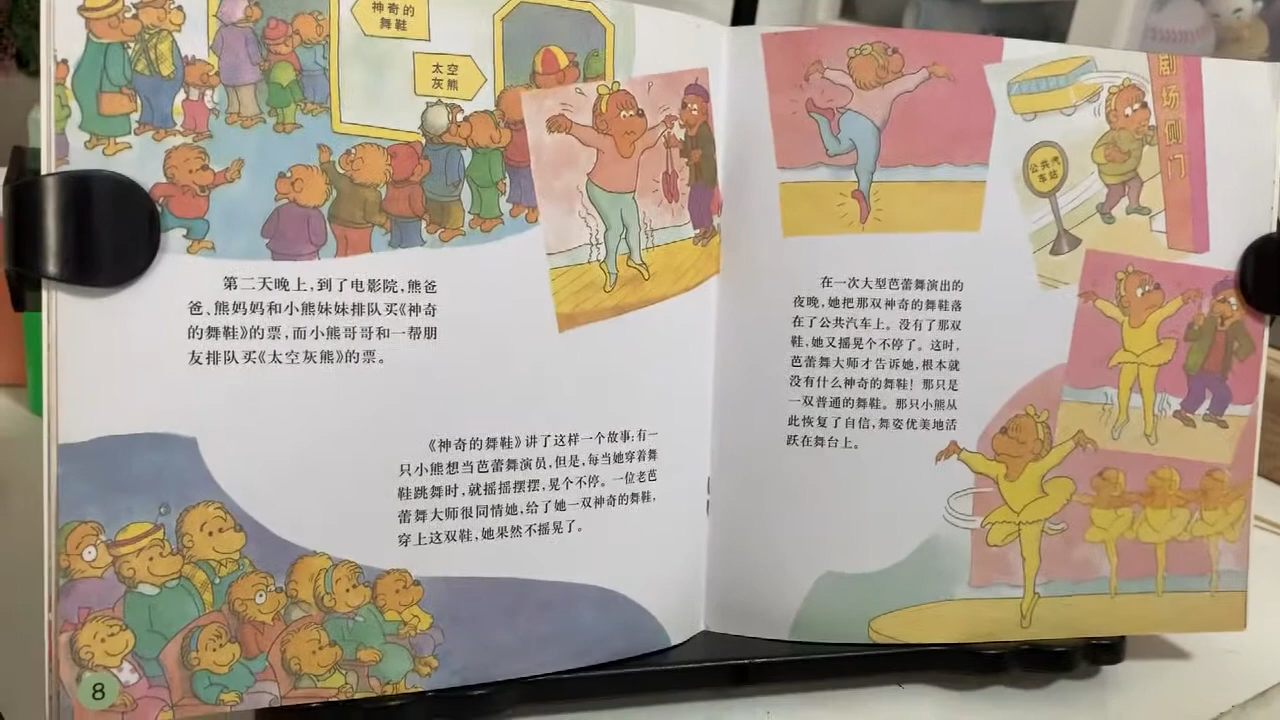 神奇的
舞鞋
太空
灰熊
第二天晚上，到了电影院，熊爸
爸、熊妈妈和小熊妹妹排队买《神奇
的舞鞋》的票，而小熊哥哥和一帮朋
友排队买《太空灰熊》的票。
《神奇的舞鞋》讲了这样一个故事：有一
只小熊想当芭蕾舞演员，但是，每当她穿着舞
鞋跳舞时，就摇摇摆摆，晃个不停。一位老芭
蕾舞大师很同情她，给了她一双神奇的舞鞋，
穿上这双鞋，她果然不摇晃了。
8
剧场侧门
公共汽
车站
在一次大型芭蕾舞演出的
夜晚，她把那双神奇的舞鞋落
在了公共汽车上。没有了那双
鞋，她又摇晃个不停了。这时，
芭蕾舞大师才告诉她，根本就
没有什么神奇的舞鞋！那只是
一双普通的舞鞋。那只小熊从
此恢复了自信，舞姿优美地活
跃在舞台上。